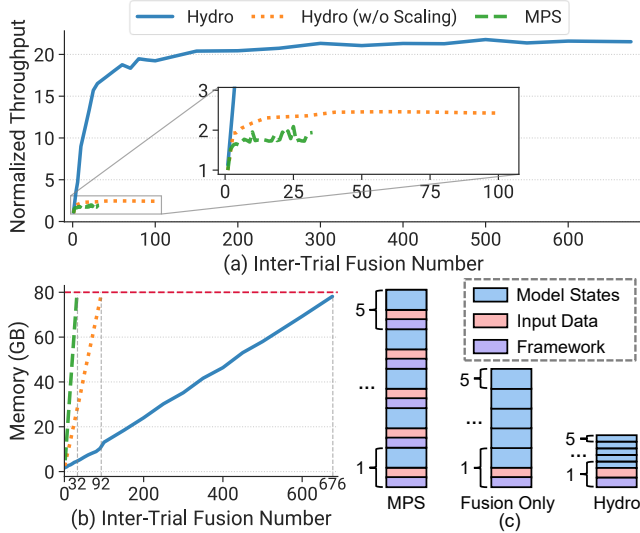 Hydro Hydro (w/o Scaling) MPS
Normalized Throughput
20
15
10
5
0
3
2
1
0 25 50 75 100
0 100 200 300 400 500 600
(a) Inter-Trial Fusion Number
Memory (GB)
80
60
40
20
0
0 32 92 200 400 600 676
(b) Inter-Trial Fusion Number
Model States
Input Data
Framework
5
...
1
MPS
5
...
1
Fusion Only
5
...
1
Hydro
(c)